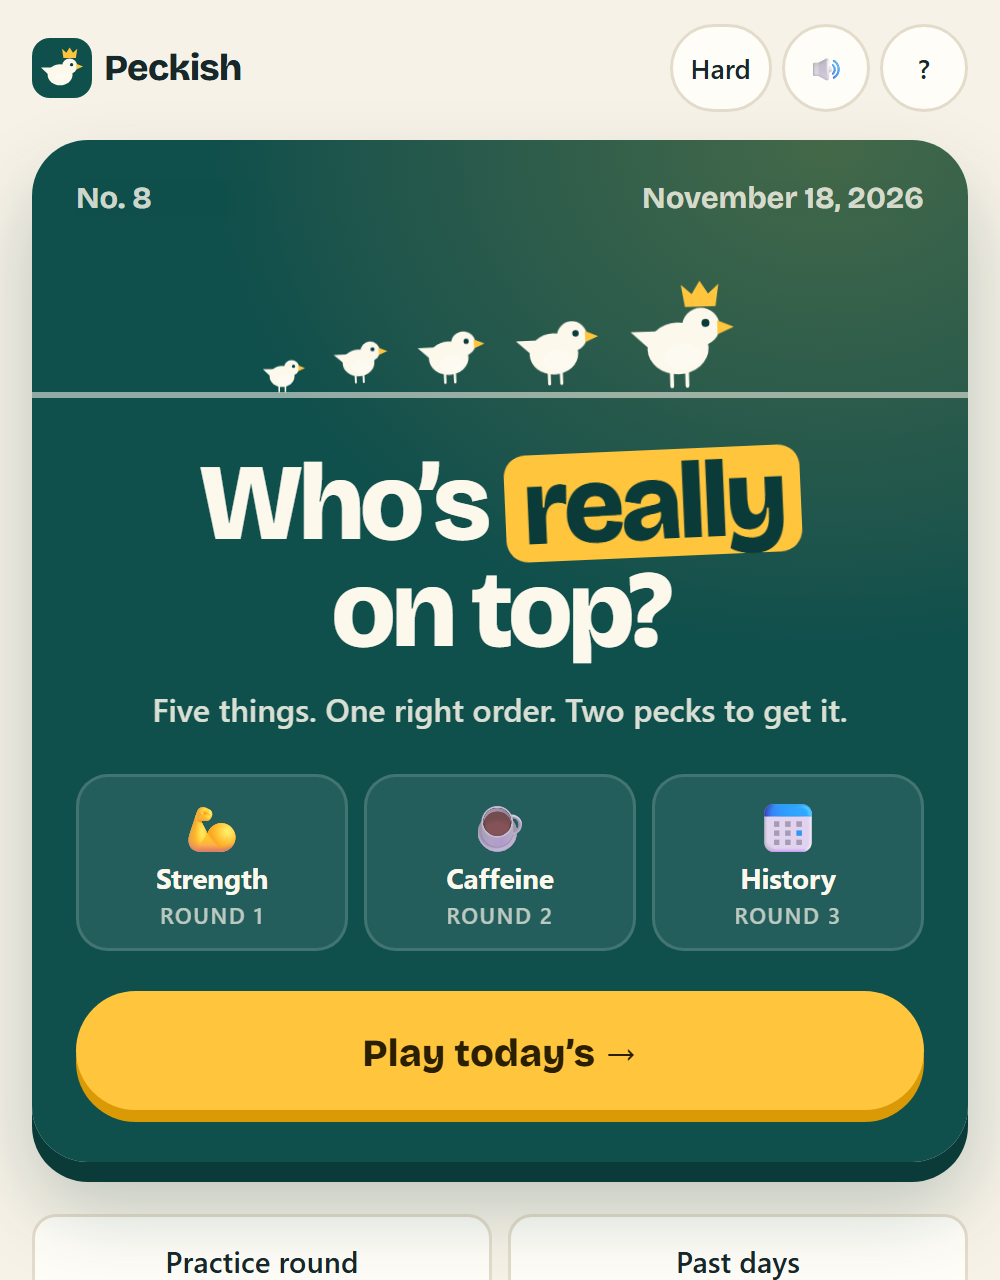 Peckish
Hard
?
No. 8
November 18, 2026
Who's really
on top?
Five things. One right order. Two pecks to get it.
Strength
ROUND 1
Caffeine
ROUND 2
History
ROUND 3
Play today's →
Practice round
Past days